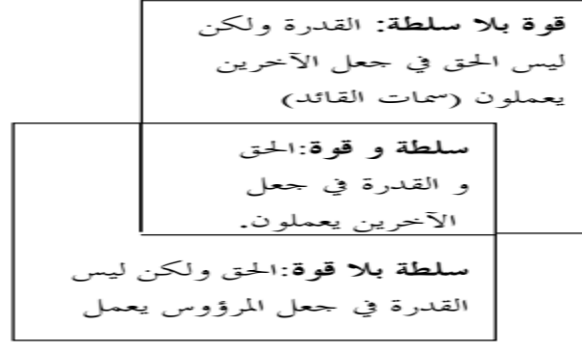 قوة بلا سلطة: القدرة ولكن
ليس الحق في جعل الآخرين
يعملون (سمات القائد)
سلطة و قوة:الحق
و القدرة في جعل
الآخرين يعملون.
سلطة بلا قوة:الحق ولكن ليس
القدرة في جعل المرؤوس يعمل